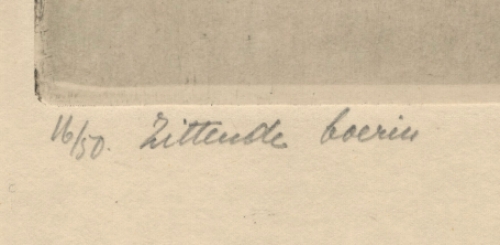 16/50. Zittende boerin